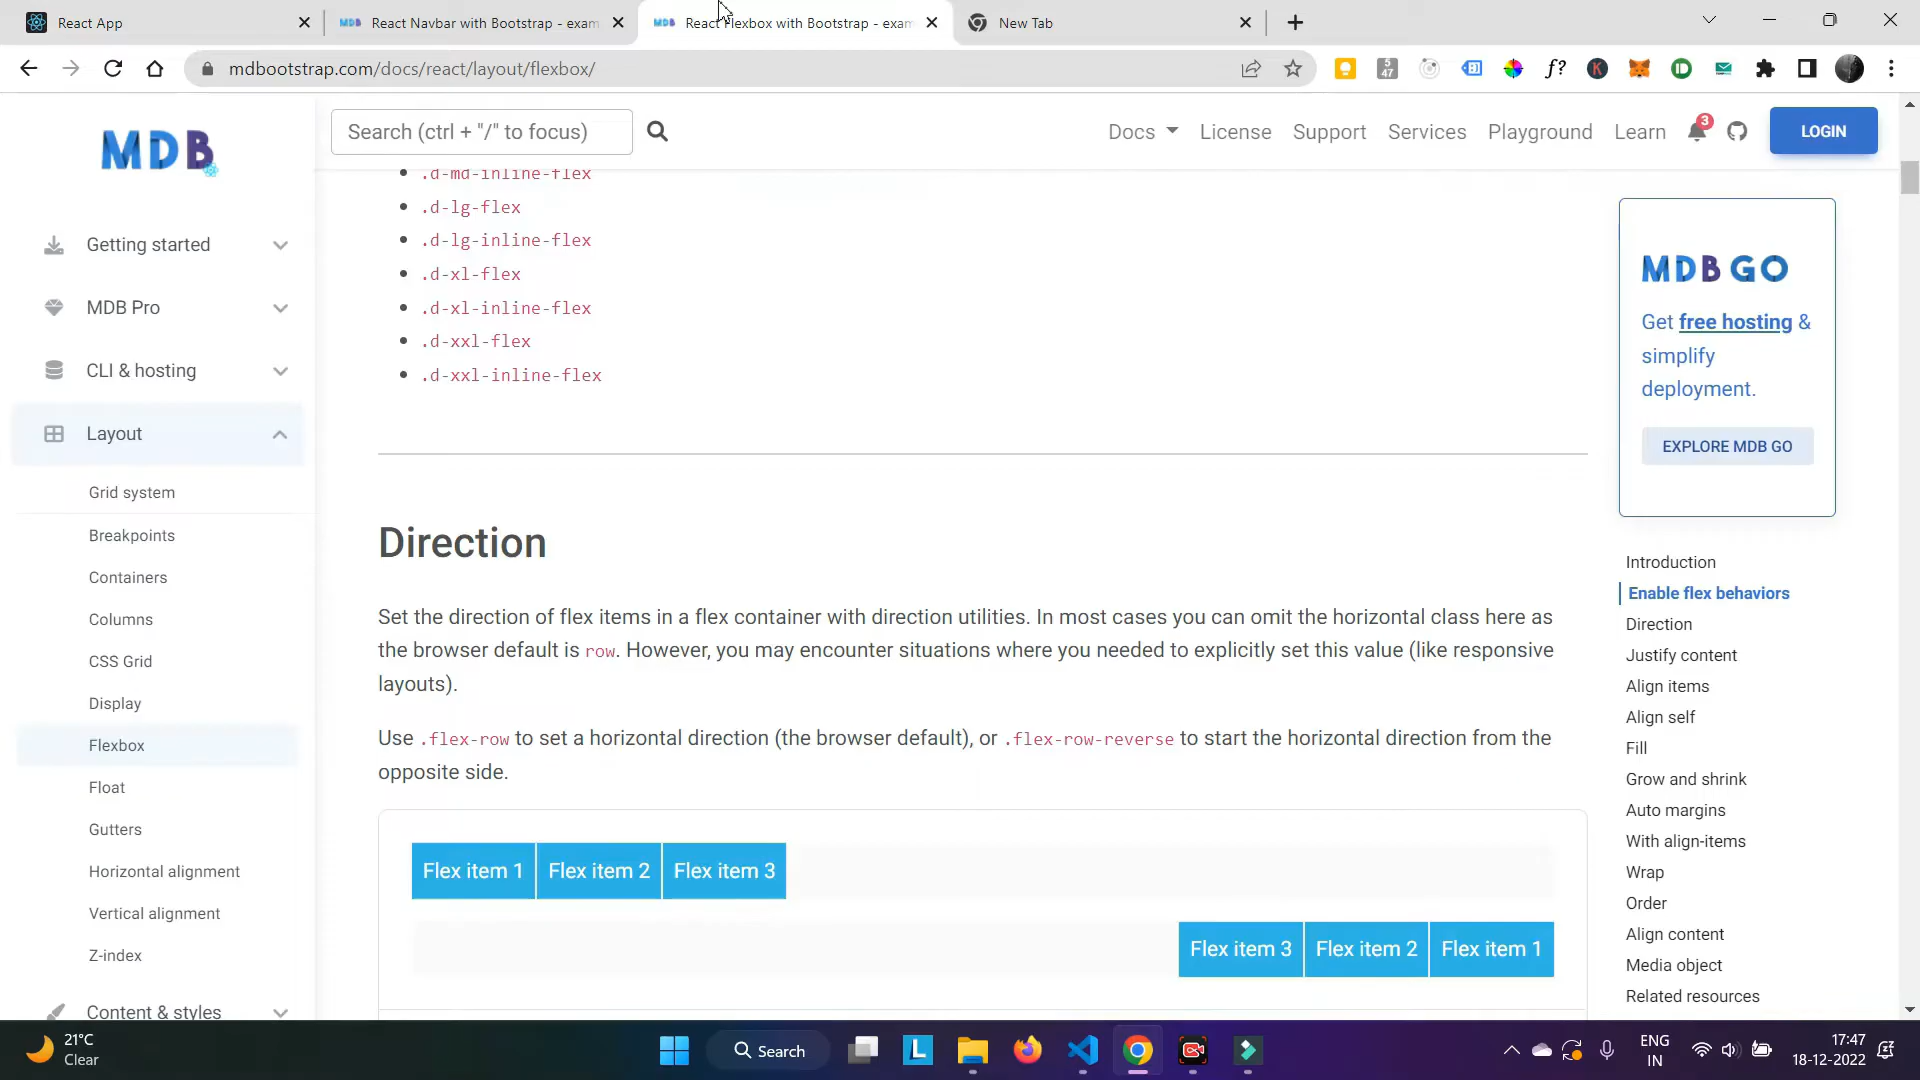 React App
React Navbar with Bootstrap - exam
React Flexbox with Bootstrap - exam
New Tab
mdbootstrap.com/docs/react/layout/flexbox/
MDB
Search (ctrl + "/" to focus)
Docs
License
Support
Services
Playground
Learn
3
LOGIN
Getting started
MDB Pro
CLI & hosting
Layout
Grid system
Breakpoints
Containers
Columns
CSS Grid
Display
Flexbox
Float
Gutters
Horizontal alignment
Vertical alignment
Z-index
Content & styles
.d-md-inline-flex
.d-lg-flex
.d-lg-inline-flex
.d-xl-flex
.d-xl-inline-flex
.d-xxl-flex
.d-xxl-inline-flex
Direction
Set the direction of flex items in a flex container with direction utilities. In most cases you can omit the horizontal class here as
the browser default is row. However, you may encounter situations where you needed to explicitly set this value (like responsive
layouts).
Use .flex-row to set a horizontal direction (the browser default), or .flex-row-reverse to start the horizontal direction from the
opposite side.
Flex item 1 Flex item 2 Flex item 3
Flex item 3 Flex item 2 Flex item 1
MDB GO
Get free hosting &
simplify
deployment.
EXPLORE MDB GO
Introduction
Enable flex behaviors
Direction
Justify content
Align items
Align self
Fill
Grow and shrink
Auto margins
With align-items
Wrap
Order
Align content
Media object
Related resources
21°C
Clear
Search
ENG
IN
17:47
18-12-2022